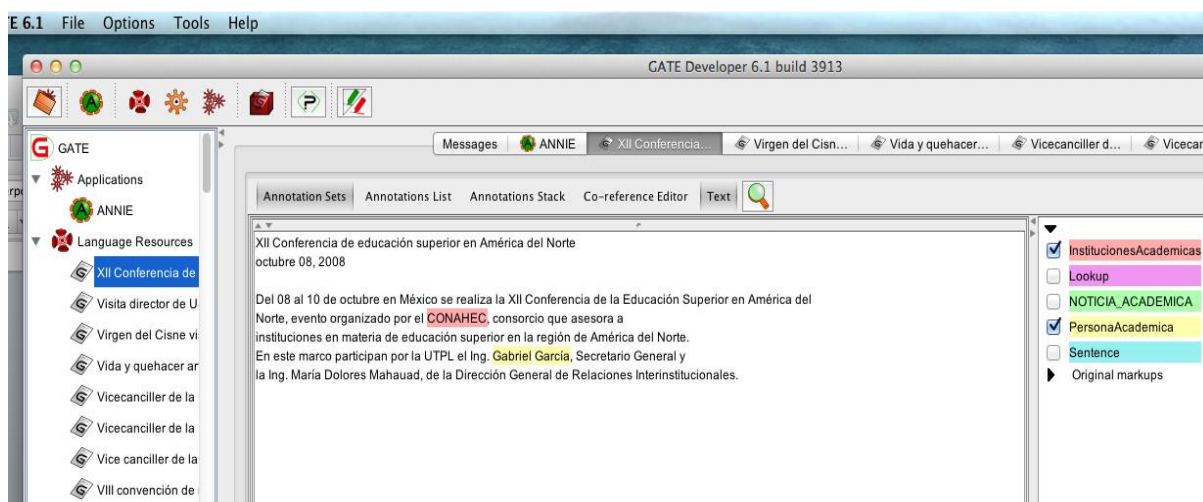 TE 6.1 File Options Tools Help
GATE Developer 6.1 build 3913
GATE
Applications
ANNIE
Language Resources
XII Conferencia de
Visita director de U
Virgen del Cisne vi
Vida y quehacer ar
Vicecanciller de la
Vicecanciller de la
Vice canciller de la
VIII convención de
Messages ANNIE XII Conferencia... Virgen del Cisn... Vida y quehacer... Vicecanciller d... Vicecar
Annotation Sets Annotations List Annotations Stack Co-reference Editor Text
XII Conferencia de educación superior en América del Norte
octubre 08, 2008
Del 08 al 10 de octubre en México se realiza la XII Conferencia de la Educación Superior en América del
Norte, evento organizado por el CONAHEC, consorcio que asesora a
instituciones en materia de educación superior en la región de América del Norte.
En este marco participan por la UTPL el Ing. Gabriel García, Secretario General y
la Ing. María Dolores Mahauad, de la Dirección General de Relaciones Interinstitucionales.
InstitucionesAcademicas
Lookup
NOTICIA_ACADEMICA
PersonaAcademica
Sentence
Original markups